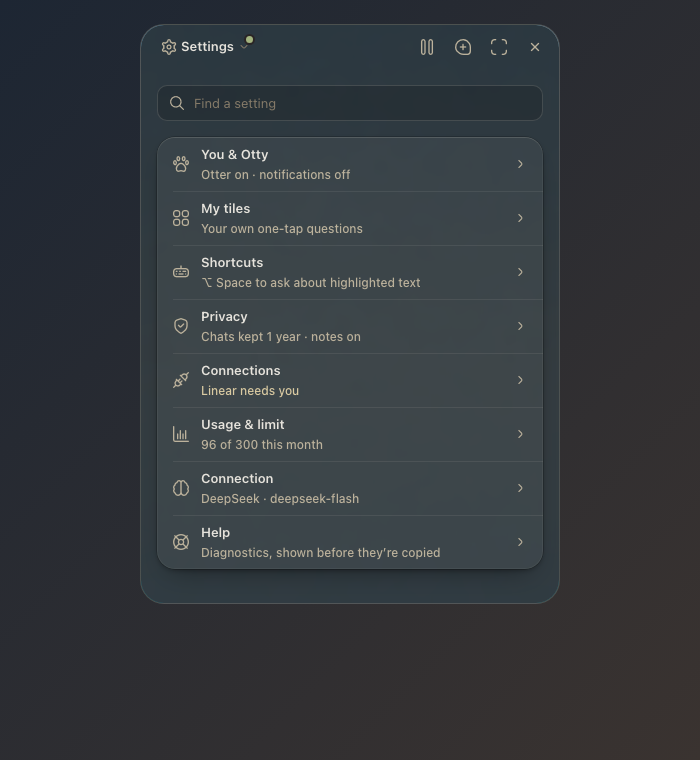 Settings
Find a setting
You & Otty
Otter on · notifications off
My tiles
Your own one-tap questions
Shortcuts
⌥ Space to ask about highlighted text
Privacy
Chats kept 1 year · notes on
Connections
Linear needs you
Usage & limit
96 of 300 this month
Connection
DeepSeek · deepseek-flash
Help
Diagnostics, shown before they’re copied